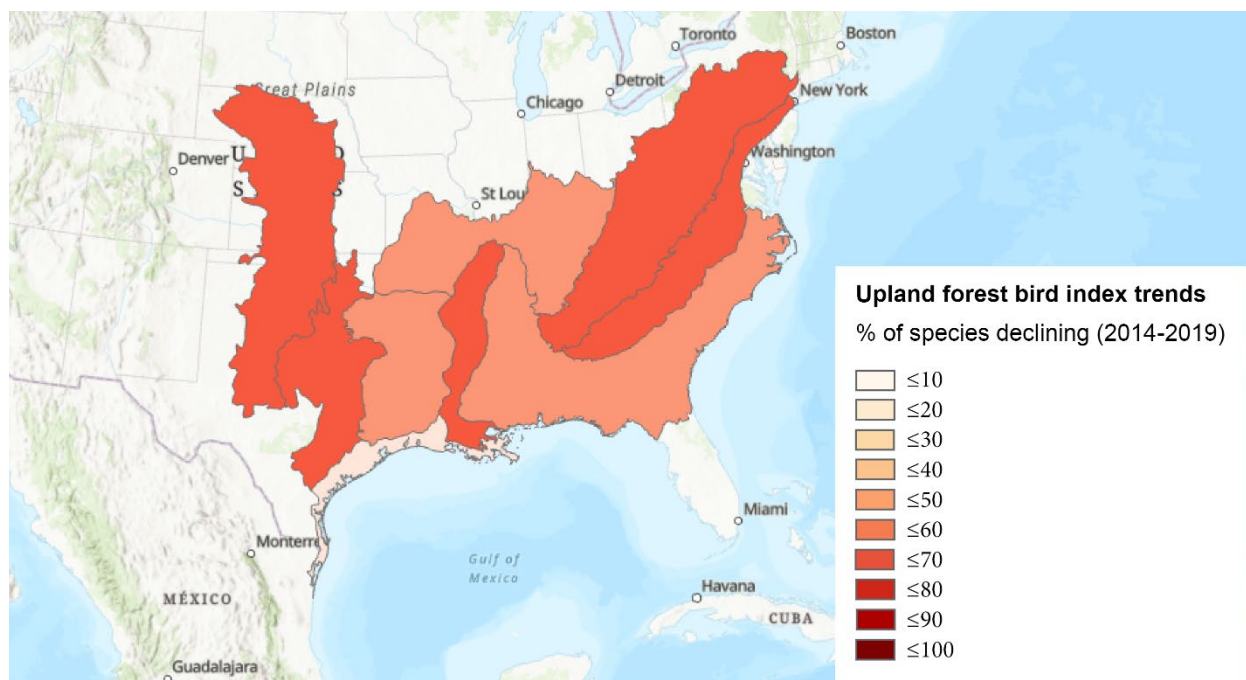 Toronto
Boston
Great Plains
Detroit
Chicago
New York
Denver
U
D
Washington
S
S
St Lou
Upland forest bird index trends
% of species declining (2014-2019)
≤10
≤20
≤30
≤40
≤50
≤60
≤70
≤80
≤90
≤100
Miami
Monterrey
Gulf of
Mexico
Havana
MÉXICO
CUBA
Guadalajara